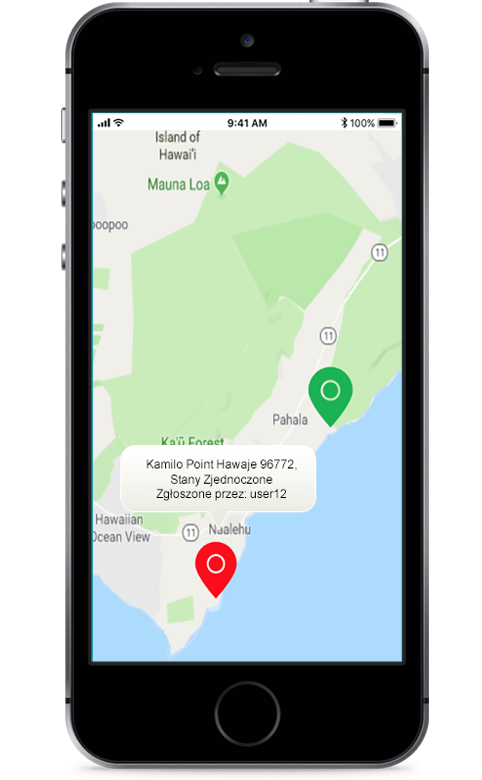 9:41 AM
100%
Island of
Hawai'i
Mauna Loa
oopoo
11
11
Pahala
Ka'ū Forest
Kamilo Point Hawaje 96772,
Stany Zjednoczone
Zgłoszone przez: user12
Hawaiian
Ocean View
11
Naalehu